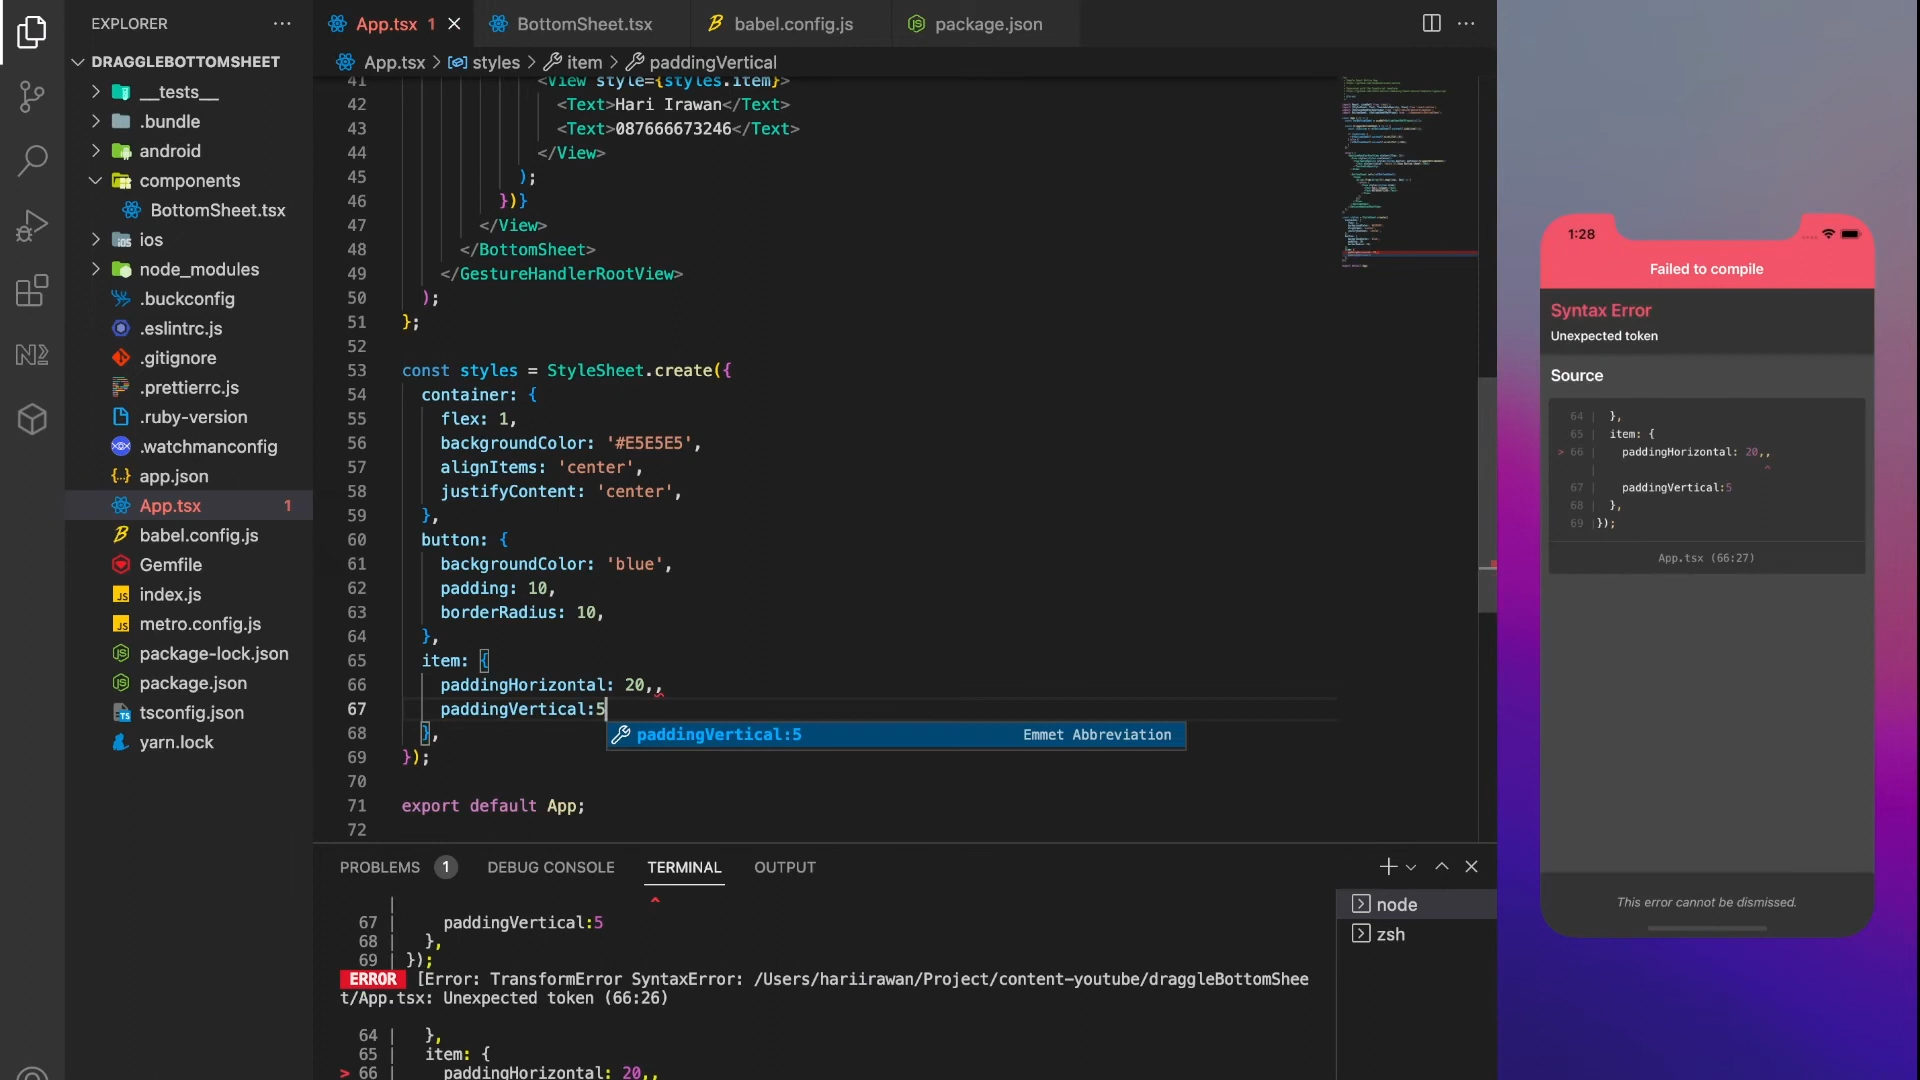 EXPLORER
DRAGGLEBOTTOMSHEET
__tests__
.bundle
android
components
BottomSheet.tsx
ios
node_modules
.buckconfig
.eslintrc.js
.gitignore
.prettierrc.js
.ruby-version
.watchmanconfig
app.json
App.tsx 1
babel.config.js
Gemfile
index.js
metro.config.js
package-lock.json
package.json
tsconfig.json
yarn.lock
App.tsx 1
BottomSheet.tsx
babel.config.js
package.json
App.tsx > styles > item > paddingVertical
41 <View style={styles.item}>
42 <Text>Hari Irawan</Text>
43 <Text>087666673246</Text>
44 </View>
45 );
46 })}
47 </View>
48 </BottomSheet>
49 </GestureHandlerRootView>
50 );
51 };
52
53 const styles = StyleSheet.create({
54 container: {
55 flex: 1,
56 backgroundColor: '#E5E5E5',
57 alignItems: 'center',
58 justifyContent: 'center',
59 },
60 button: {
61 backgroundColor: 'blue',
62 padding: 10,
63 borderRadius: 10,
64 },
65 item: {
66 paddingHorizontal: 20,,
67 paddingVertical:5
68 },
paddingVertical:5 Emmet Abbreviation
69 });
70
71 export default App;
72
PROBLEMS 1 DEBUG CONSOLE TERMINAL OUTPUT
| ^
67 | paddingVertical:5
68 | },
69 | });
ERROR [Error: TransformError SyntaxError: /Users/hariirawan/Project/content-youtube/draggleBottomShee
t/App.tsx: Unexpected token (66:26)
64 | },
65 | item: {
> 66 | paddingHorizontal: 20,,
node
zsh
1:28
Failed to compile
Syntax Error
Unexpected token
Source
64 | },
65 | item: {
> 66 | paddingHorizontal: 20,,
| ^
67 | paddingVertical:5
68 | },
69 | });
App.tsx (66:27)
This error cannot be dismissed.